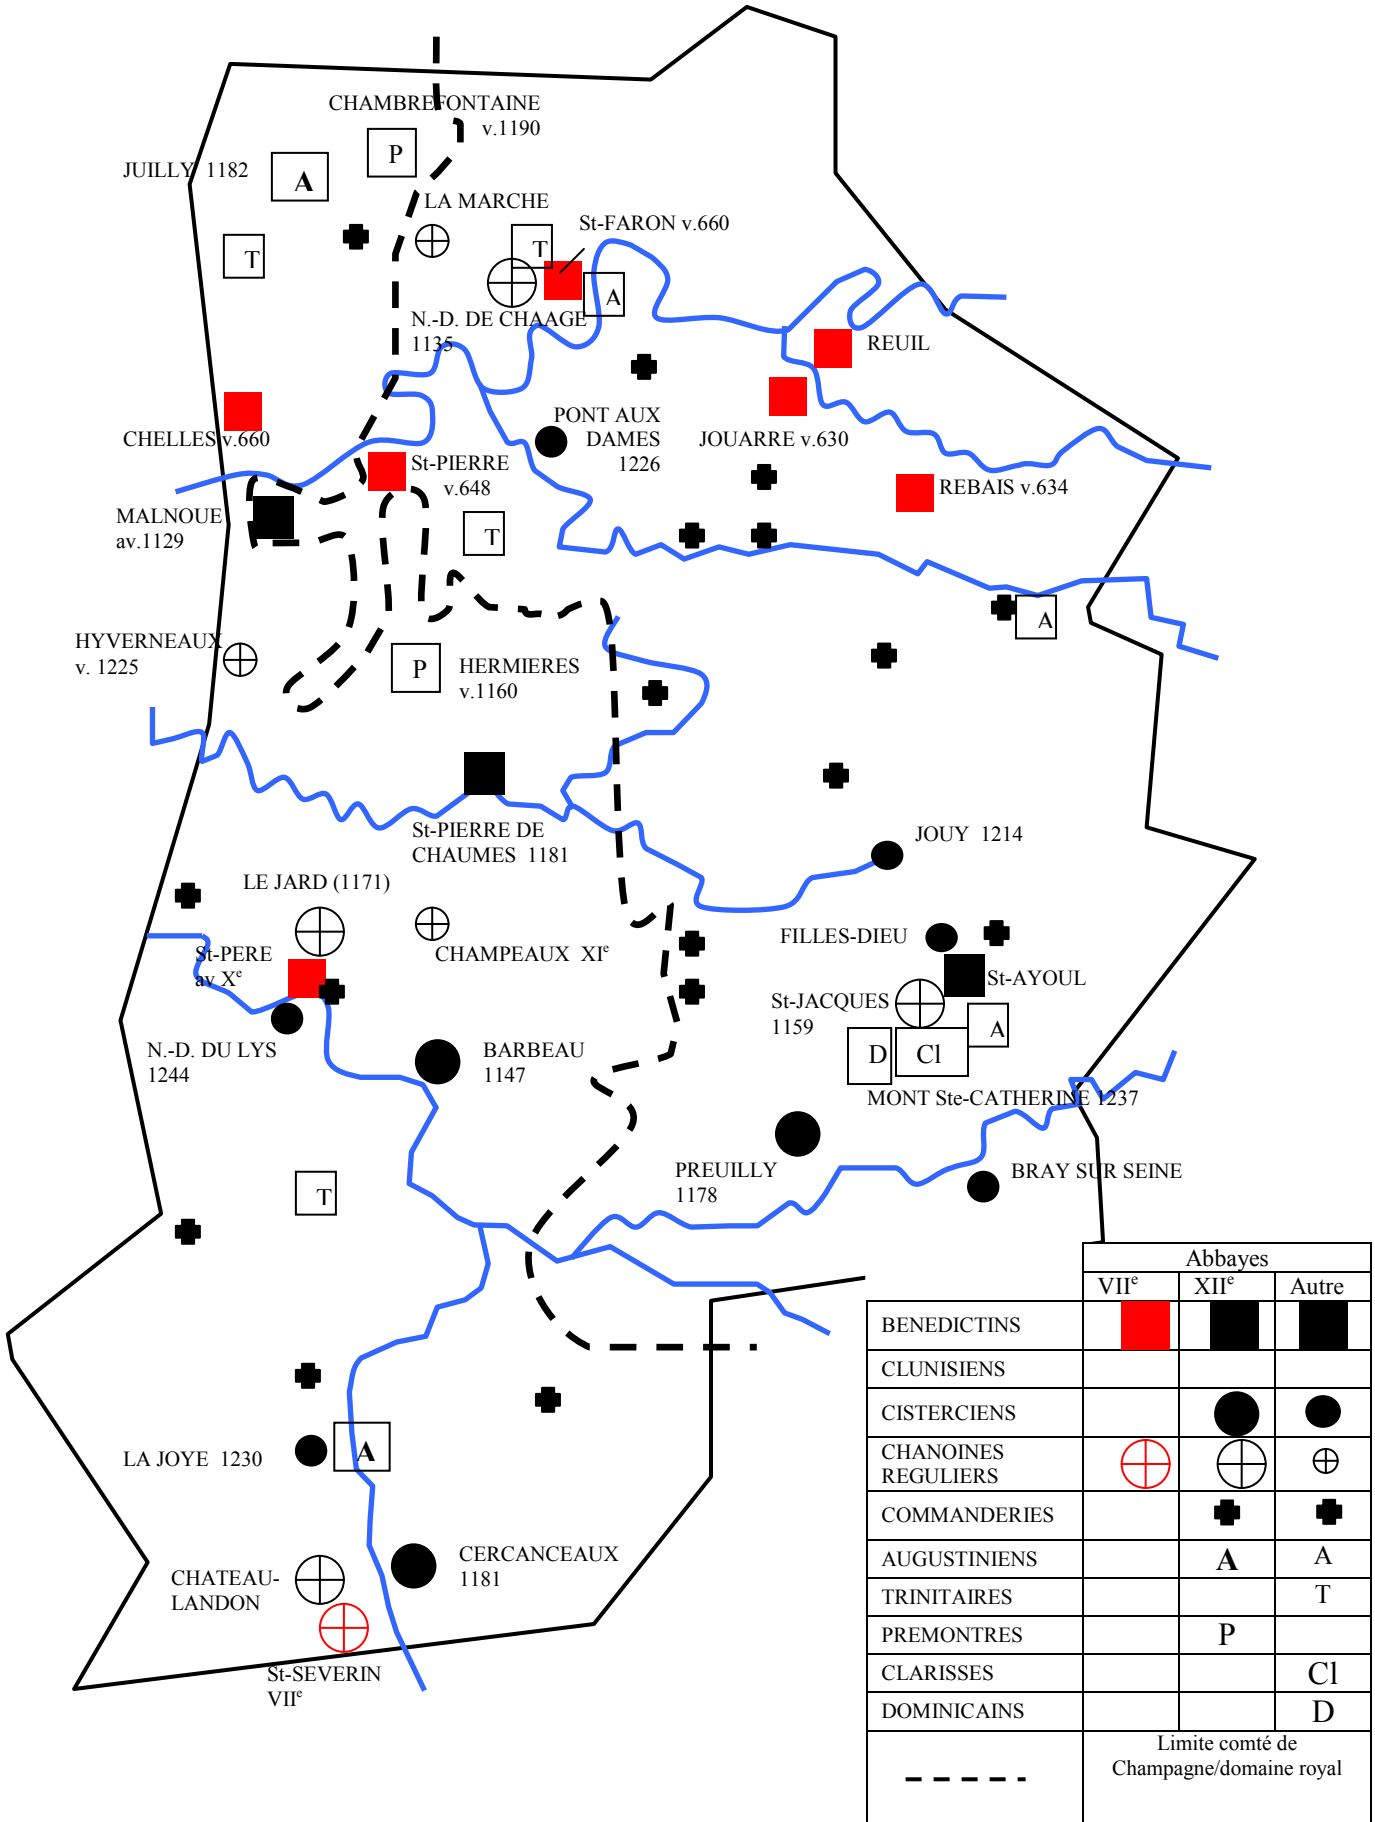 CHAMBREFONTAINE
v.1190
P
JUILLY 1182
A
LA MARCHE
St-FARON v.660
T
T
A
N.-D. DE CHAAGE
1135
REUIL
CHELLES v.660
PONT AUX
DAMES
1226
JOUARRE v.630
St-PIERRE
v.648
REBAIS v.634
MALNOUE
av.1129
T
A
HYVERNEAUX
v. 1225
P
HERMIERES
v.1160
St-PIERRE DE
CHAUMES 1181
JOUY 1214
LE JARD (1171)
CHAMPEAUX XIe
FILLES-DIEU
St-PERE
av Xe
St-AYOUL
St-JACQUES
1159
A
D
Cl
N.-D. DU LYS
1244
BARBEAU
1147
MONT Ste-CATHERINE 1237
PREUILLY
1178
BRAY SUR SEINE
T
LA JOYE 1230
A
CERCANCEAUX
1181
CHATEAU-
LANDON
St-SEVERIN
VIIe
Abbayes
VIIe XIIe Autre
BENEDICTINS
CLUNISIENS
CISTERCIENS
CHANOINES
REGULIERS
COMMANDERIES
AUGUSTINIENS A A
TRINITAIRES T
PREMONTRES P
CLARISSES Cl
DOMINICAINS D
Limite comté de
Champagne/domaine royal